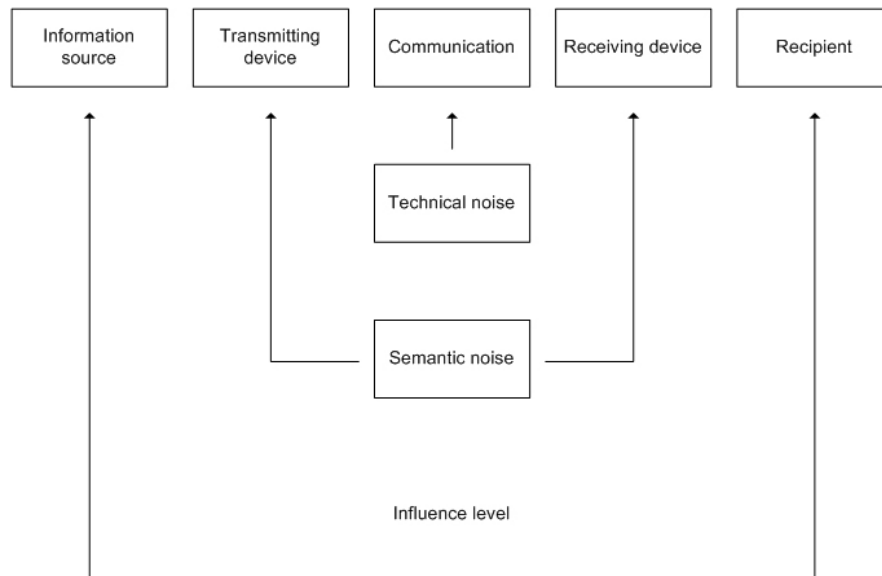 Information
source
Transmitting
device
Communication
Receiving device
Recipient
Technical noise
Semantic noise
Influence level